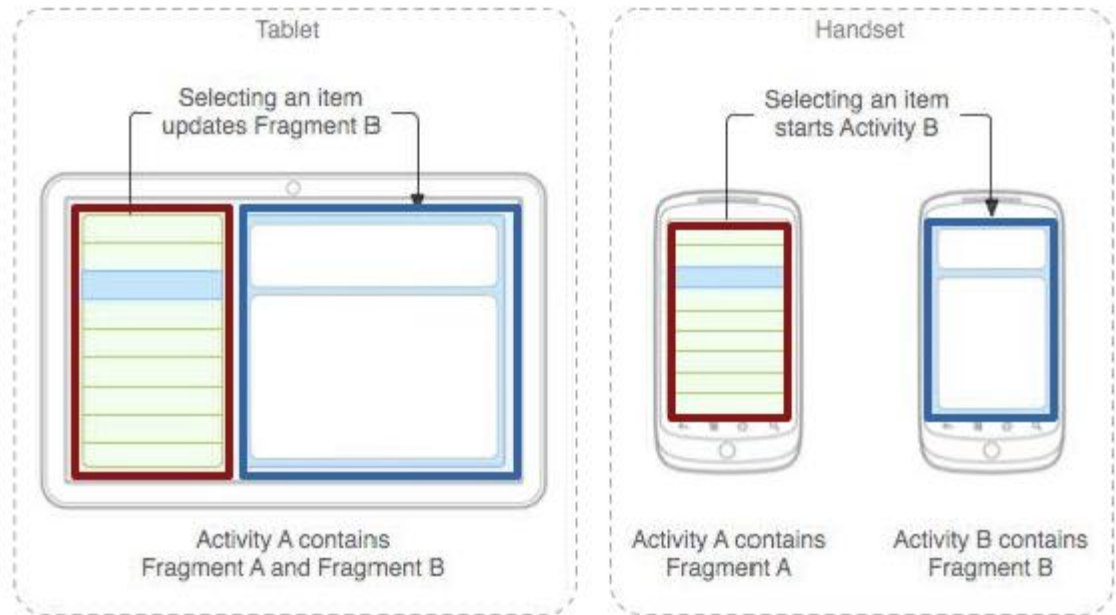 Tablet
Selecting an item
updates Fragment B
Activity A contains
Fragment A and Fragment B
Handset
Selecting an item
starts Activity B
Activity A contains
Fragment A
Activity B contains
Fragment B